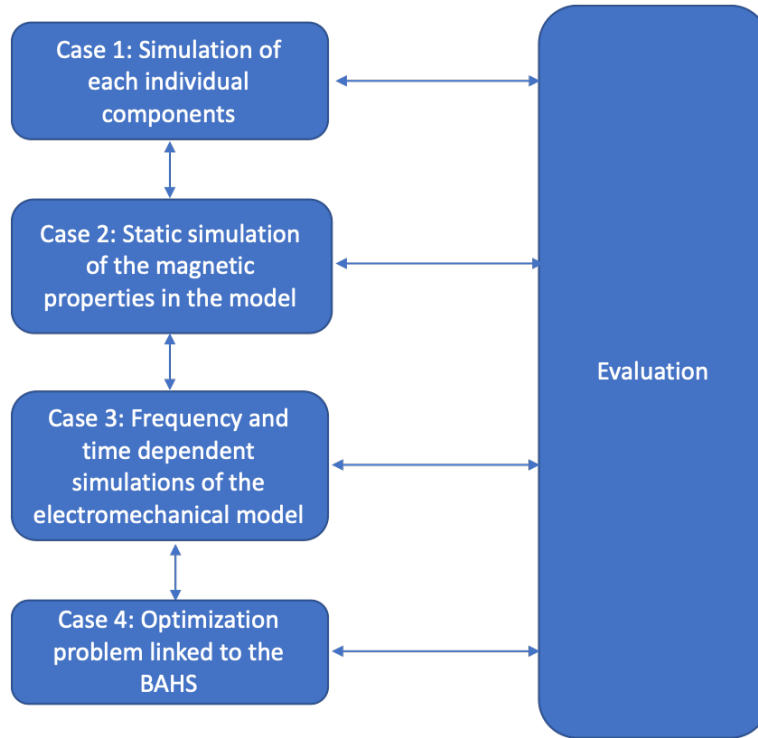 Case 1: Simulation of
each individual
components
Case 2: Static simulation
of the magnetic
properties in the model
Case 3: Frequency and
time dependent
simulations of the
electromechanical model
Case 4: Optimization
problem linked to the
BAHS
Evaluation